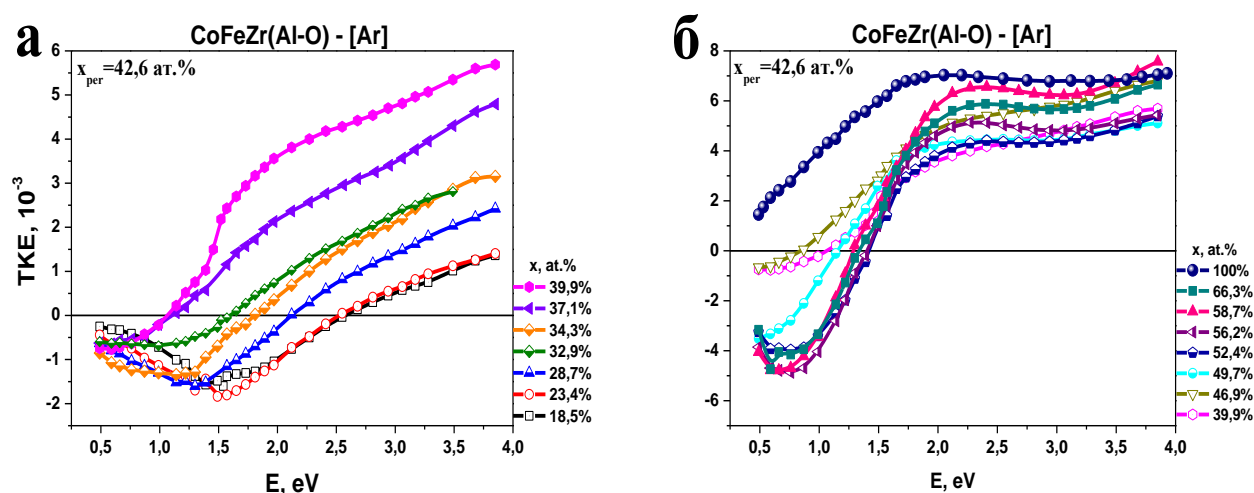 а
CoFeZr(Al-O) - [Ar]
x_per=42,6 ат.%
TKE, 10^-3
6
5
4
3
2
1
0
-1
-2
0,5 1,0 1,5 2,0 2,5 3,0 3,5 4,0
E, eV
x, at.%
39,9%
37,1%
34,3%
32,9%
28,7%
23,4%
18,5%
б
CoFeZr(Al-O) - [Ar]
x_per=42,6 ат.%
8
6
4
2
0
-2
-4
-6
0,5 1,0 1,5 2,0 2,5 3,0 3,5 4,0
E, eV
x, at.%
100%
66,3%
58,7%
56,2%
52,4%
49,7%
46,9%
39,9%